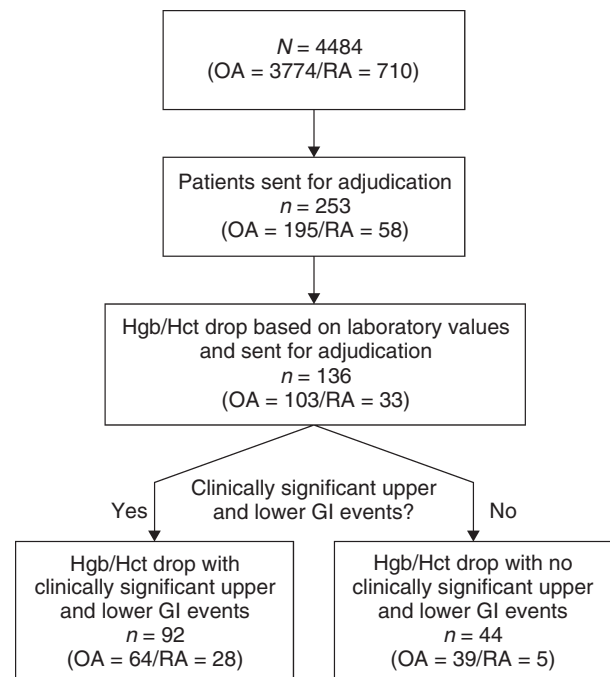 N = 4484
(OA = 3774/RA = 710)
Patients sent for adjudication
n = 253
(OA = 195/RA = 58)
Hgb/Hct drop based on laboratory values
and sent for adjudication
n = 136
(OA = 103/RA = 33)
Clinically significant upper
and lower GI events?
Yes
No
Hgb/Hct drop with
clinically significant upper
and lower GI events
n = 92
(OA = 64/RA = 28)
Hgb/Hct drop with no
clinically significant upper
and lower GI events
n = 44
(OA = 39/RA = 5)